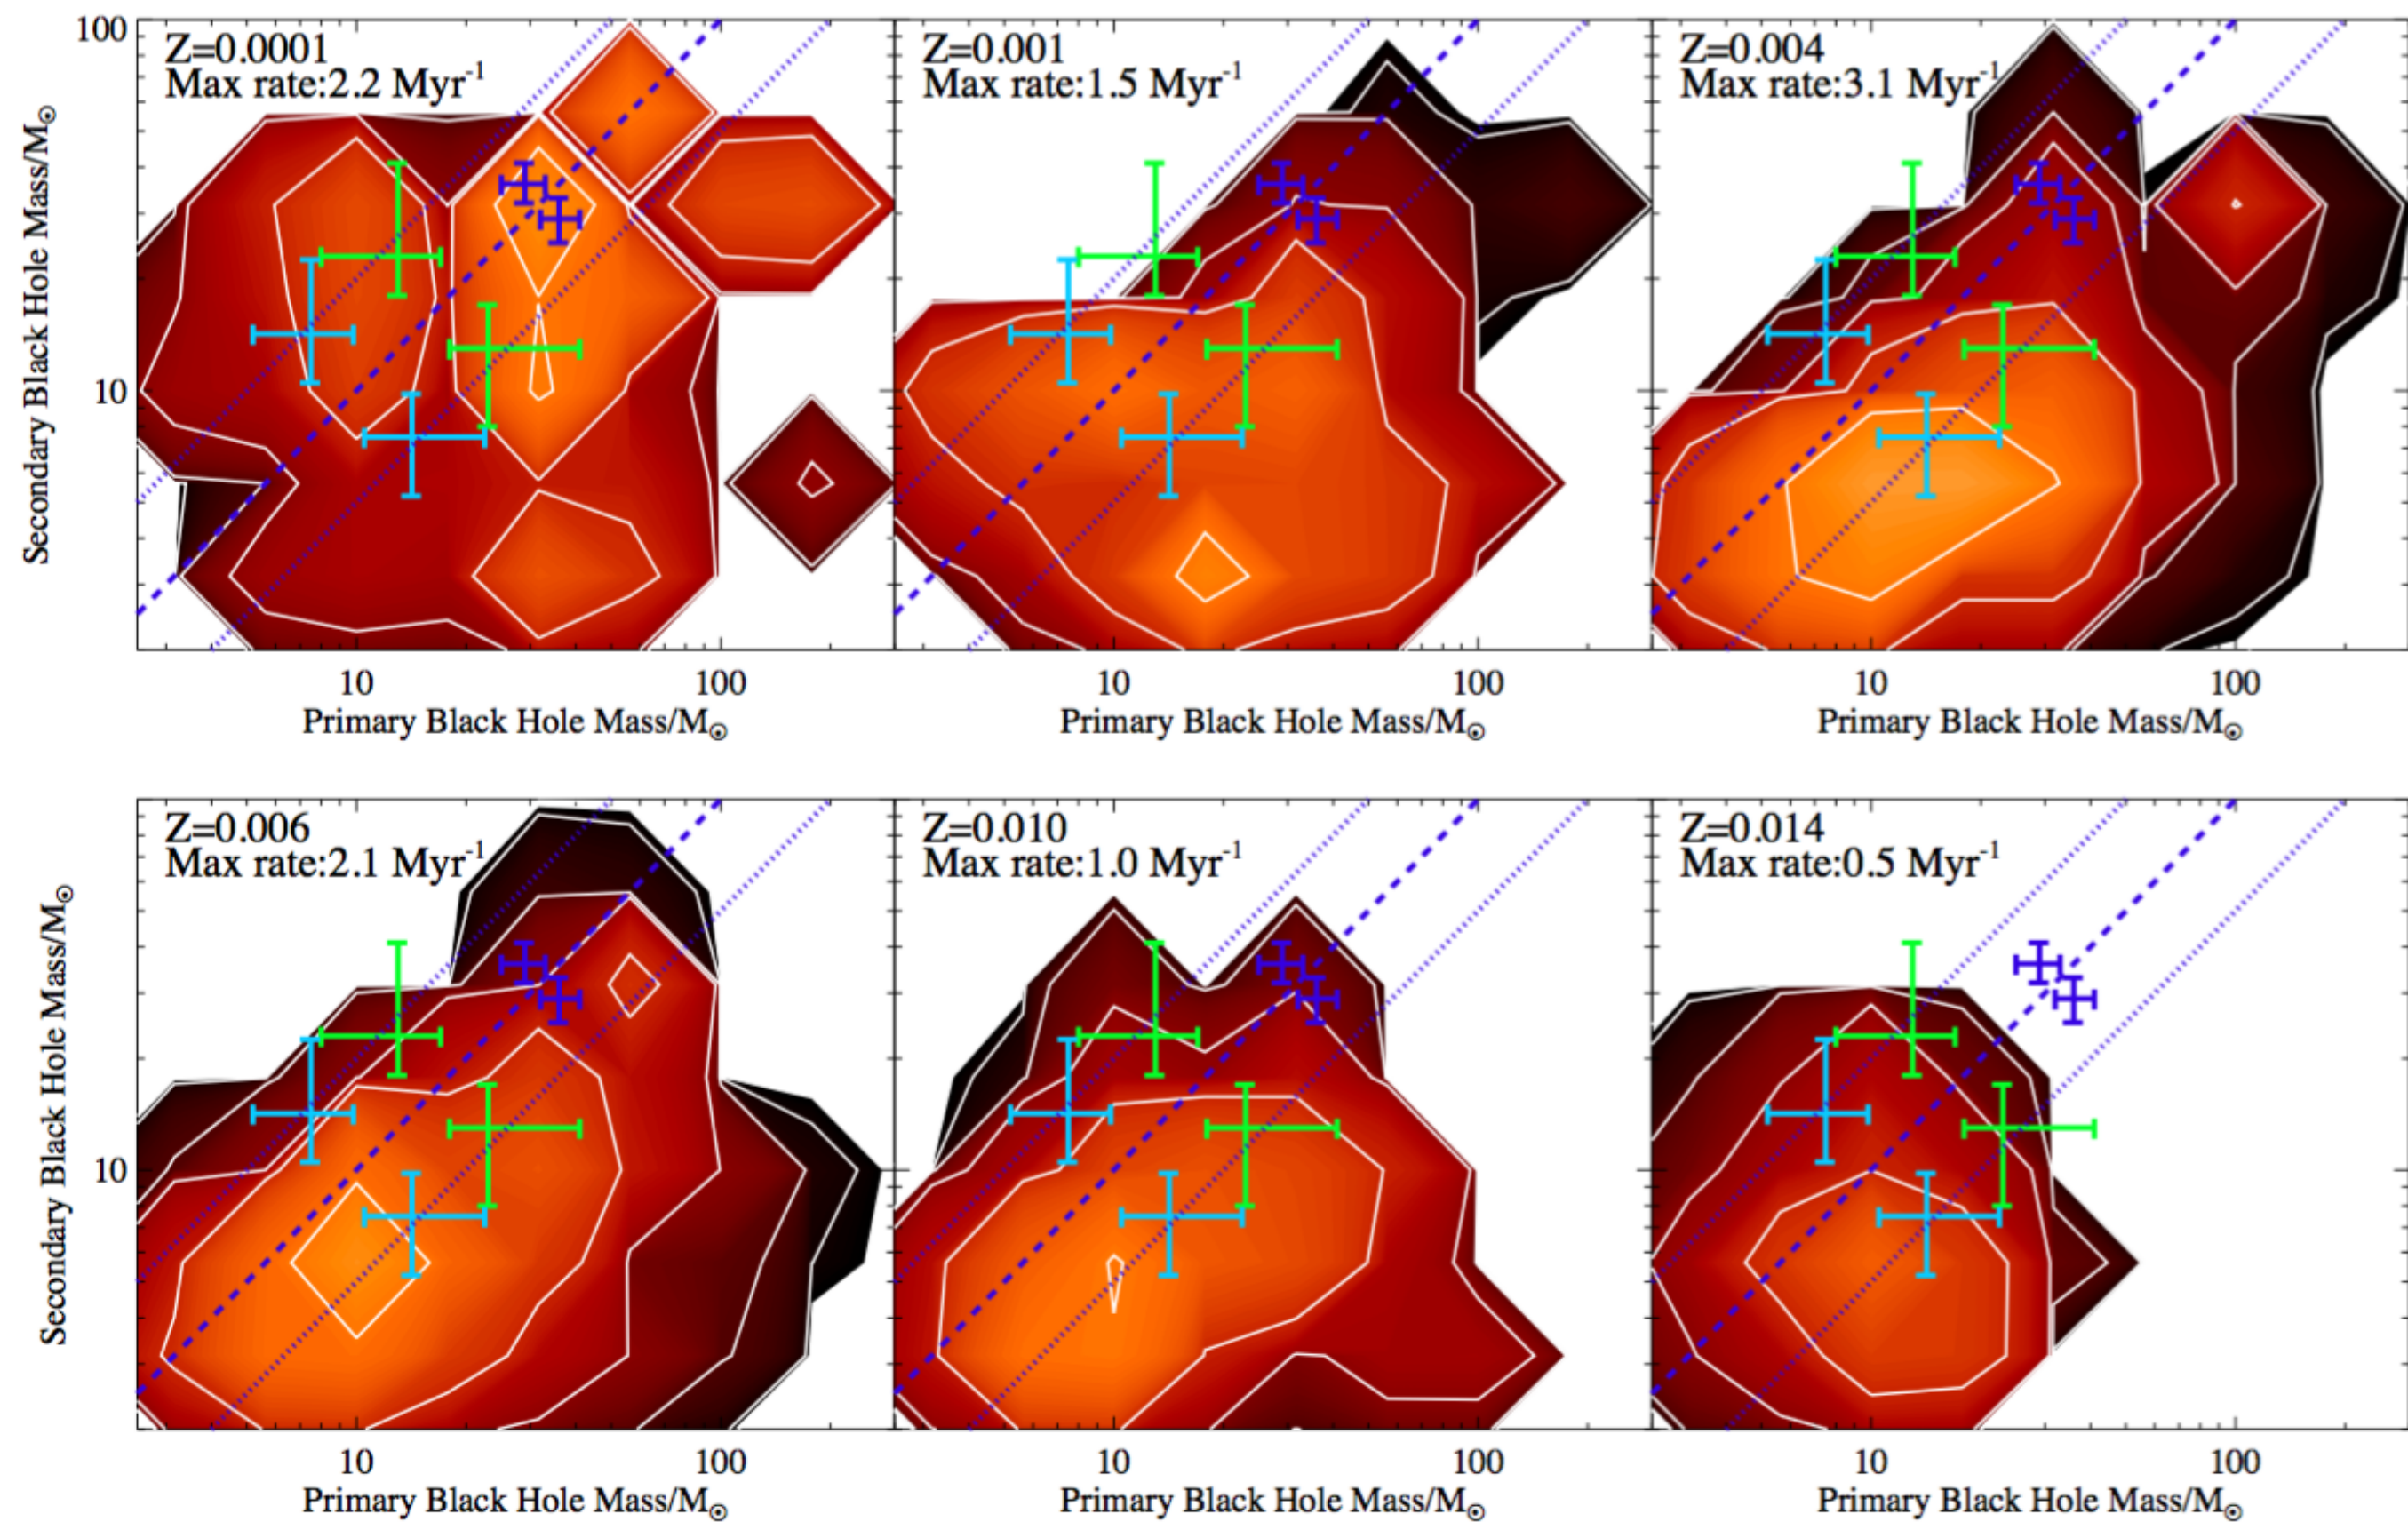 100
Z=0.0001
Max rate:2.2 Myr-1
Z=0.001
Max rate:1.5 Myr-1
Z=0.004
Max rate:3.1 Myr-1
Secondary Black Hole Mass/M⊙
10
10 100
10 100
10 100
Primary Black Hole Mass/M⊙
Primary Black Hole Mass/M⊙
Primary Black Hole Mass/M⊙
Z=0.006
Max rate:2.1 Myr-1
Z=0.010
Max rate:1.0 Myr-1
Z=0.014
Max rate:0.5 Myr-1
Secondary Black Hole Mass/M⊙
10
10 100
10 100
10 100
Primary Black Hole Mass/M⊙
Primary Black Hole Mass/M⊙
Primary Black Hole Mass/M⊙